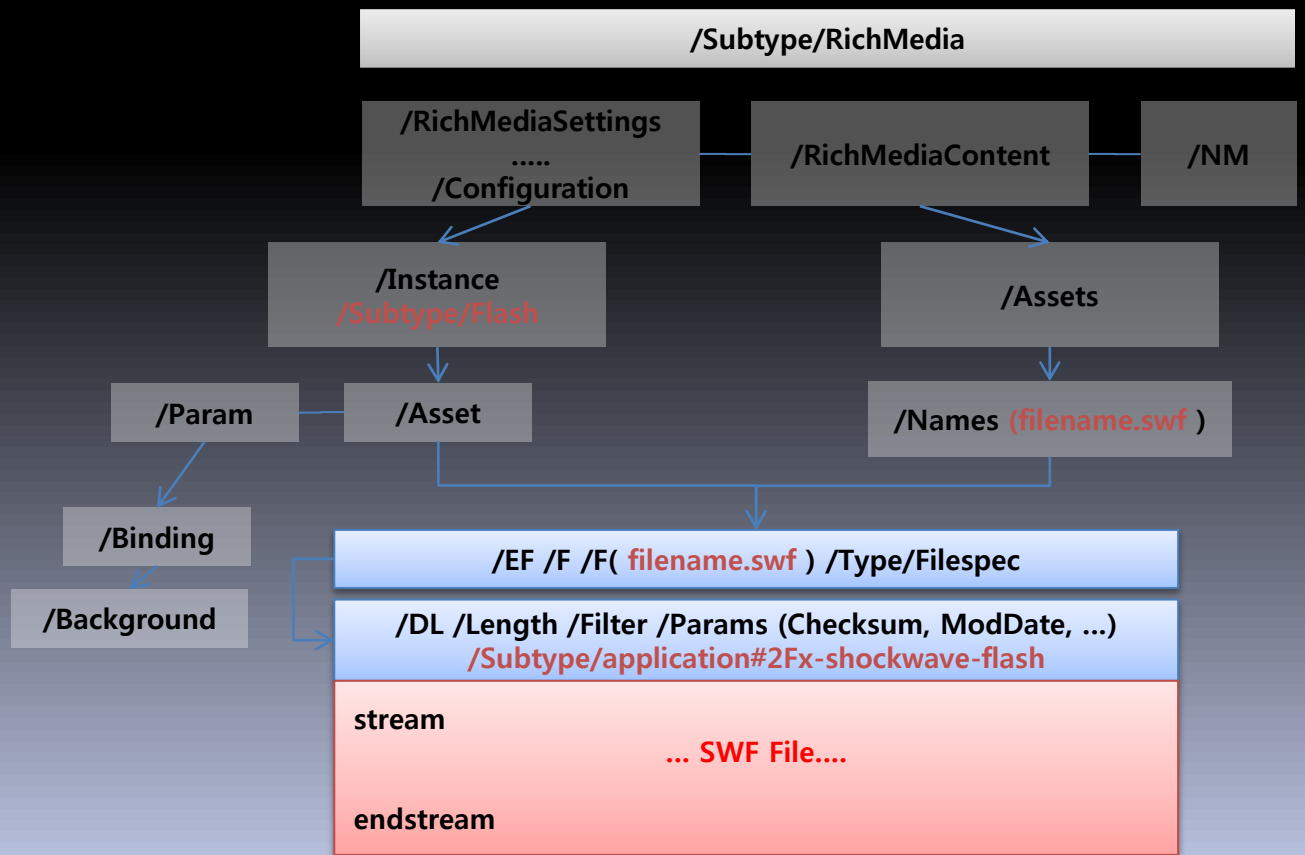 /Subtype/RichMedia
/RichMediaSettings
.....
/Configuration
/RichMediaContent
/NM
/Instance
/Subtype/Flash
/Assets
/Param
/Asset
/Names (filename.swf )
/Binding
/Background
/EF /F /F( filename.swf ) /Type/Filespec
/DL /Length /Filter /Params (Checksum, ModDate, ...)
/Subtype/application#2Fx-shockwave-flash
stream
... SWF File....
endstream